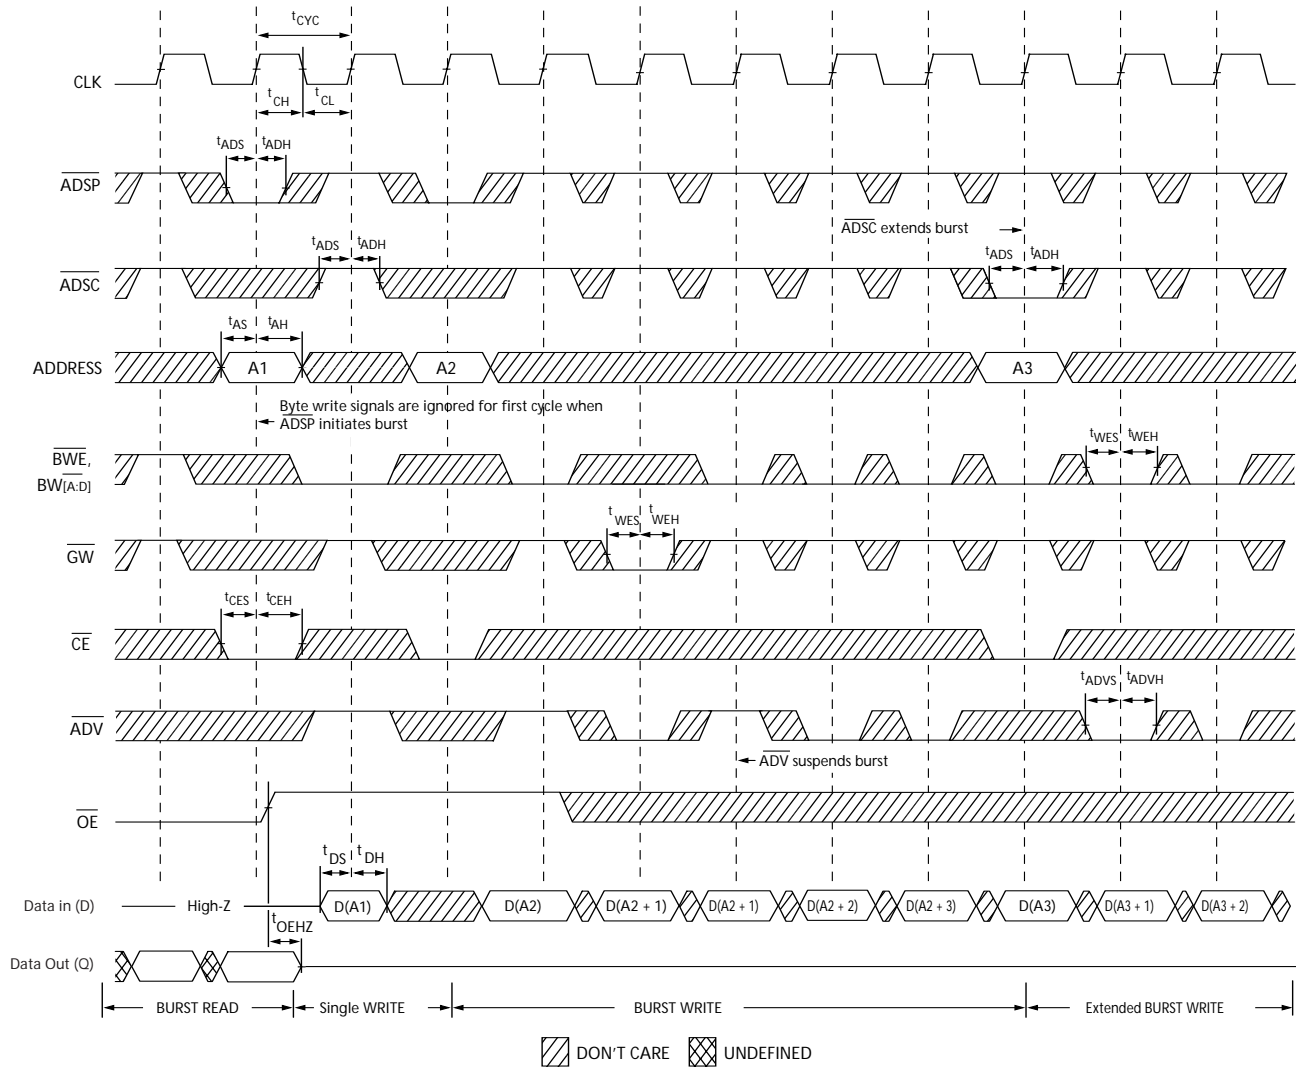 tCYC
CLK
tCH tCL
tADS tADH
ADSP
ADSC extends burst
tADS tADH tADS tADH
ADSC
tAS tAH
ADDRESS A1 A2 A3
Byte write signals are ignored for first cycle when
ADSP initiates burst
tWES tWEH
BWE,
BW[A:D]
tWES tWEH
GW
tCES tCEH
CE
tADVS tADVH
ADV
ADV suspends burst
OE
tDS tDH
Data in (D) High-Z D(A1) D(A2) D(A2 + 1) D(A2 + 1) D(A2 + 2) D(A2 + 3) D(A3) D(A3 + 1) D(A3 + 2)
tOEHZ
Data Out (Q)
BURST READ Single WRITE BURST WRITE Extended BURST WRITE
DON'T CARE UNDEFINED